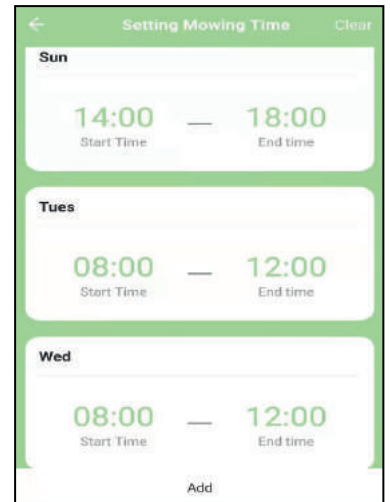 ← Setting Mowing Time Clear
Sun
14:00 — 18:00
Start Time End time
Tues
08:00 — 12:00
Start Time End time
Wed
08:00 — 12:00
Start Time End time
Add